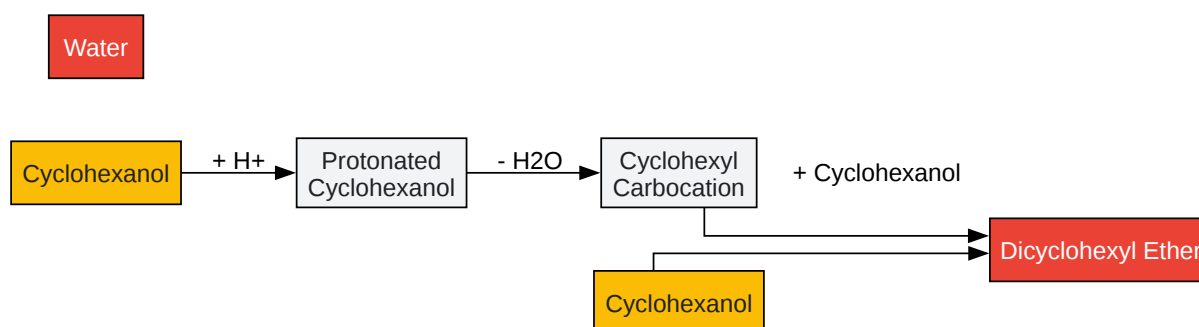 Water
Cyclohexanol
+ H+
Protonated
Cyclohexanol
- H2O
Cyclohexyl
Carbocation
+ Cyclohexanol
Dicyclohexyl Ether
Cyclohexanol